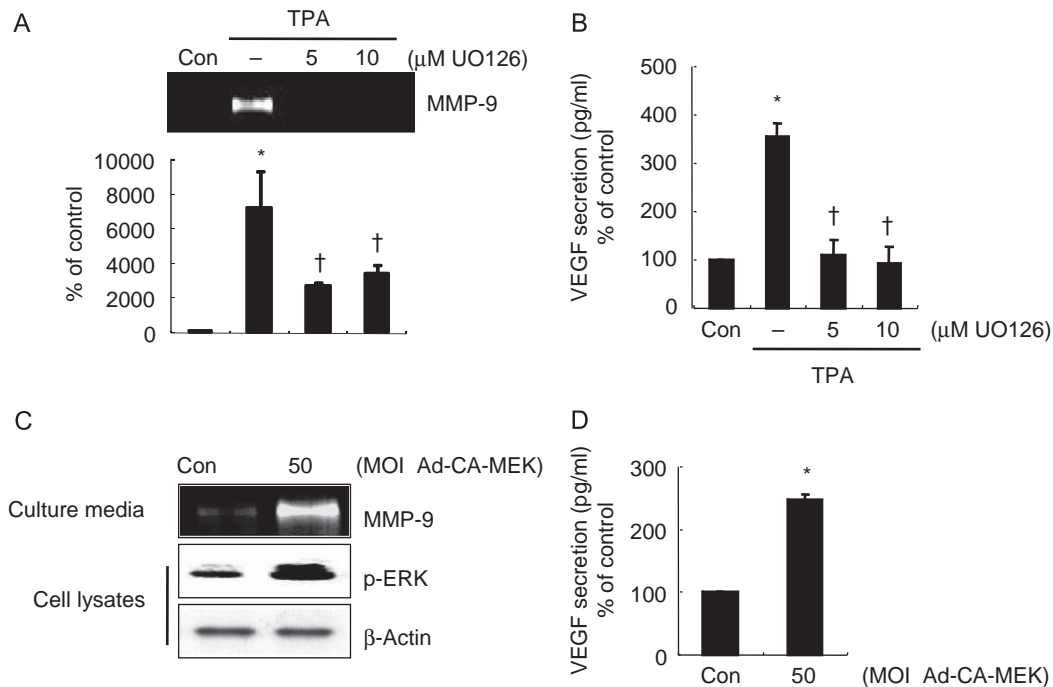 A
TPA
Con – 5 10 (μM UO126)
MMP-9
*
† †
10000
8000
6000
4000
2000
0
% of control
B
500
400
300
200
100
0
VEGF secretion (pg/ml)
% of control
*
† †
Con – 5 10 (μM UO126)
TPA
C
Con 50 (MOI Ad-CA-MEK)
Culture media
MMP-9
Cell lysates
p-ERK
β-Actin
D
300
200
100
0
VEGF secretion (pg/ml)
% of control
*
Con 50 (MOI Ad-CA-MEK)